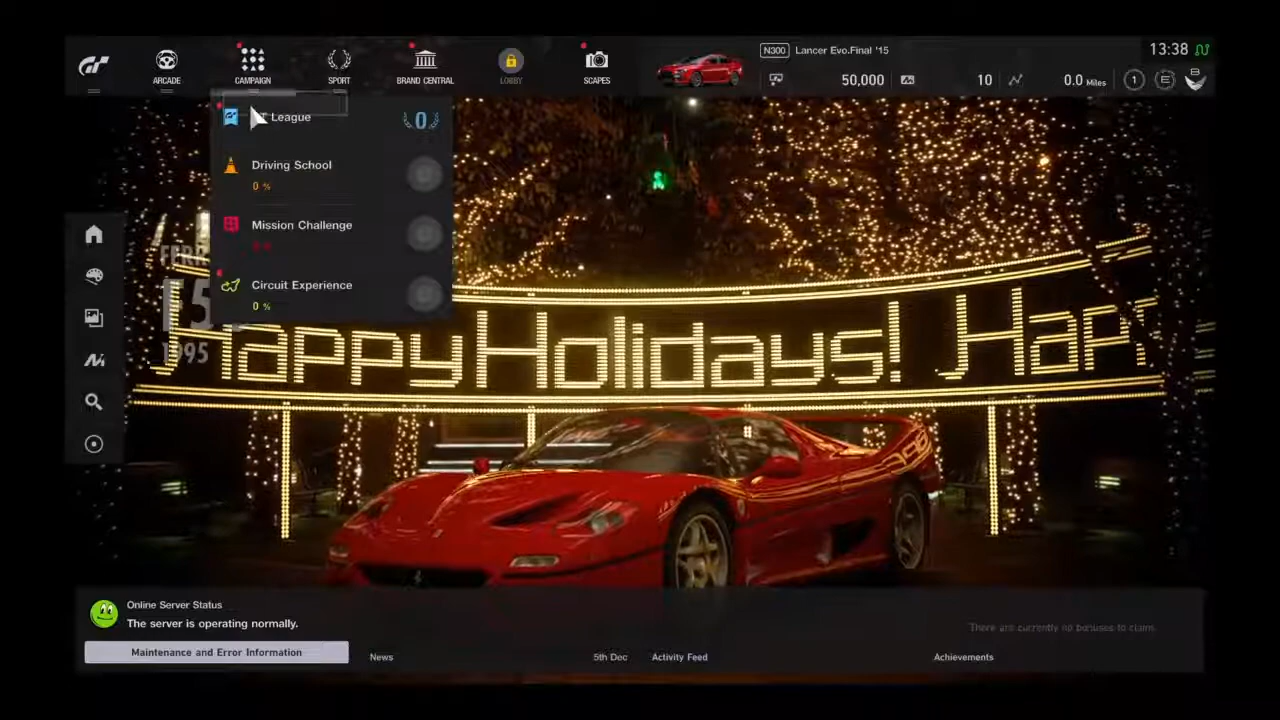 ARCADE
CAMPAIGN
SPORT
BRAND CENTRAL
LOBBY
SCAPES
N300 Lancer Evo.Final '15
50,000
10
0.0 Miles
13:38
1
E
B
League
0
Driving School
0 %
Mission Challenge
Circuit Experience
0 %
1995
HappyHolidays! Hap
Online Server Status
The server is operating normally.
Maintenance and Error Information
There are currently no bonuses to claim.
News
5th Dec
Activity Feed
Achievements